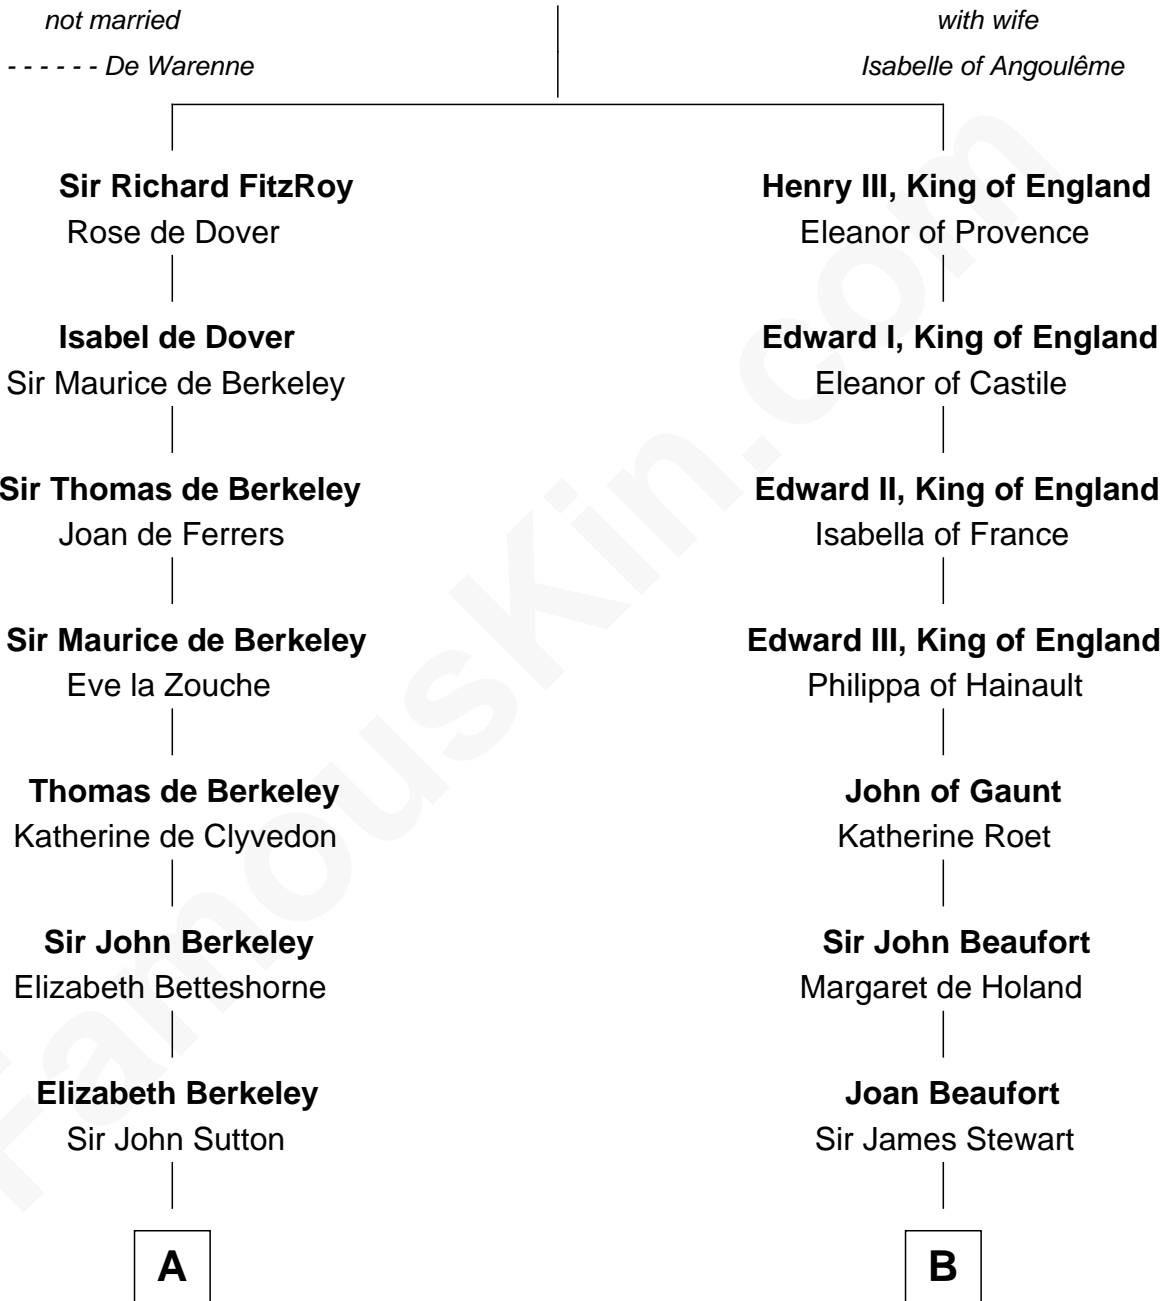 not married
with wife
- - - - - - De Warenne
Isabelle of Angoulême
Sir Richard FitzRoy
Henry III, King of England
Rose de Dover
Eleanor of Provence
Isabel de Dover
Edward I, King of England
Sir Maurice de Berkeley
Eleanor of Castile
Sir Thomas de Berkeley
Edward II, King of England
Joan de Ferrers
Isabella of France
Sir Maurice de Berkeley
Edward III, King of England
Eve la Zouche
Philippa of Hainault
Thomas de Berkeley
John of Gaunt
Katherine de Clyvedon
Katherine Roet
Sir John Berkeley
Sir John Beaufort
Elizabeth Betteshorne
Margaret de Holand
Elizabeth Berkeley
Joan Beaufort
Sir John Sutton
Sir James Stewart
A
B
FamousKin.com